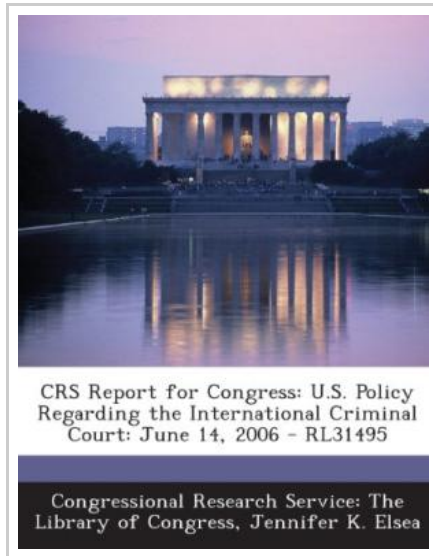 CRS Report for Congress: U.S. Policy
Regarding the International Criminal
Court: June 14, 2006 - RL31495
Congressional Research Service: The
Library of Congress, Jennifer K. Elsea